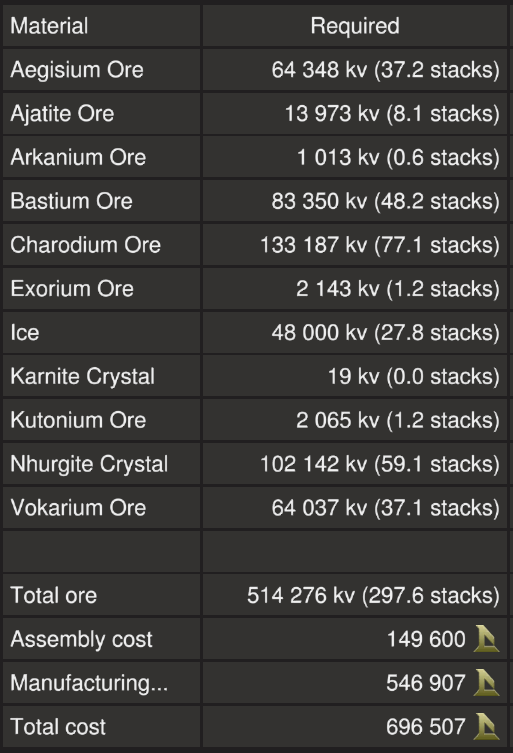 Material Required
Aegisium Ore 64 348 kv (37.2 stacks)
Ajatite Ore 13 973 kv (8.1 stacks)
Arkanium Ore 1 013 kv (0.6 stacks)
Bastium Ore 83 350 kv (48.2 stacks)
Charodium Ore 133 187 kv (77.1 stacks)
Exorium Ore 2 143 kv (1.2 stacks)
Ice 48 000 kv (27.8 stacks)
Karnite Crystal 19 kv (0.0 stacks)
Kutonium Ore 2 065 kv (1.2 stacks)
Nhurgite Crystal 102 142 kv (59.1 stacks)
Vokarium Ore 64 037 kv (37.1 stacks)
Total ore 514 276 kv (297.6 stacks)
Assembly cost 149 600
Manufacturing... 546 907
Total cost 696 507